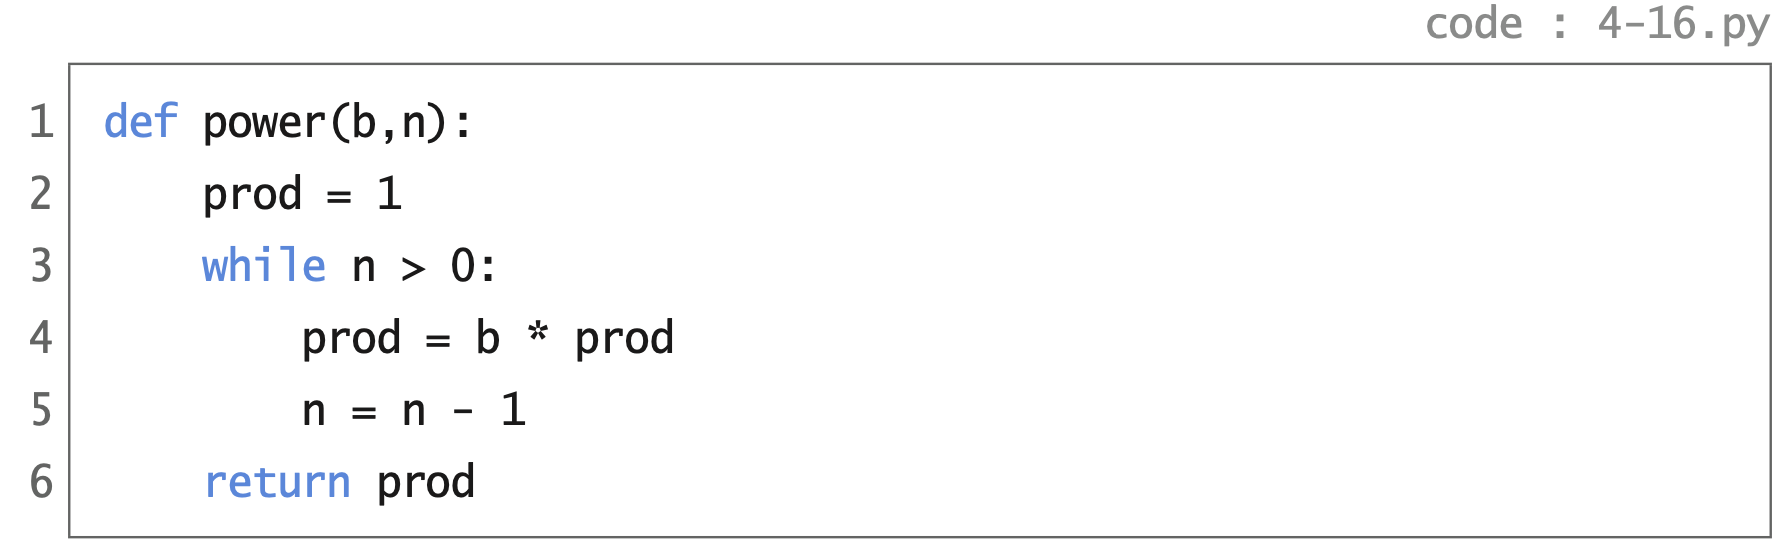 code : 4-16.py
1 def power(b,n):
2     prod = 1
3     while n > 0:
4         prod = b * prod
5         n = n - 1
6     return prod